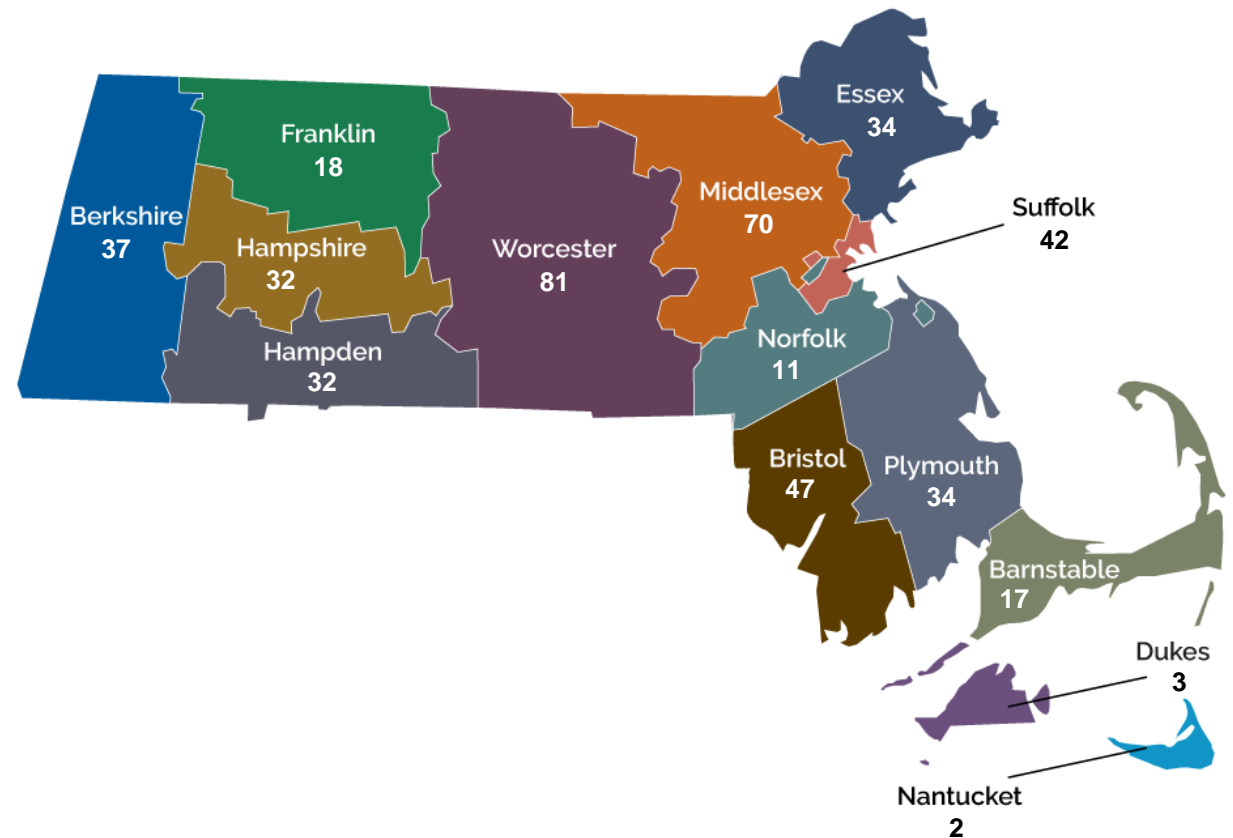 Essex
34
Franklin
18
Middlesex
70
Suffolk
42
Berkshire
37
Hampshire
32
Worcester
81
Norfolk
11
Hampden
32
Bristol
47
Plymouth
34
Barnstable
17
Dukes
3
Nantucket
2